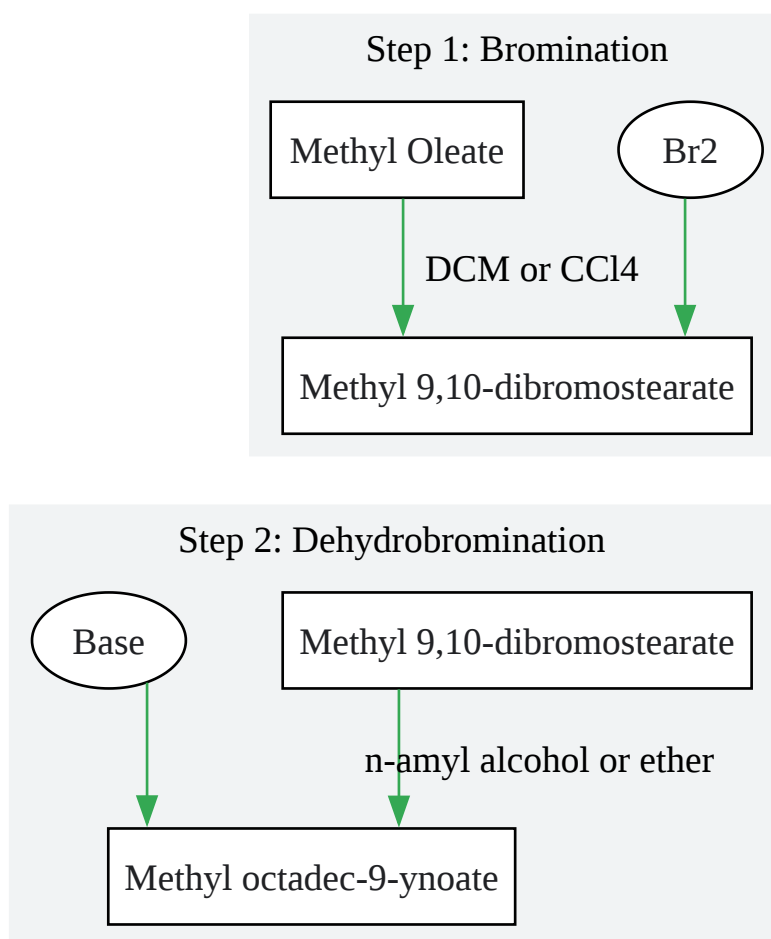 Step 1: Bromination
Methyl Oleate
Br2
DCM or CCl4
Methyl 9,10-dibromostearate
Step 2: Dehydrobromination
Base
Methyl 9,10-dibromostearate
n-amyl alcohol or ether
Methyl octadec-9-ynoate